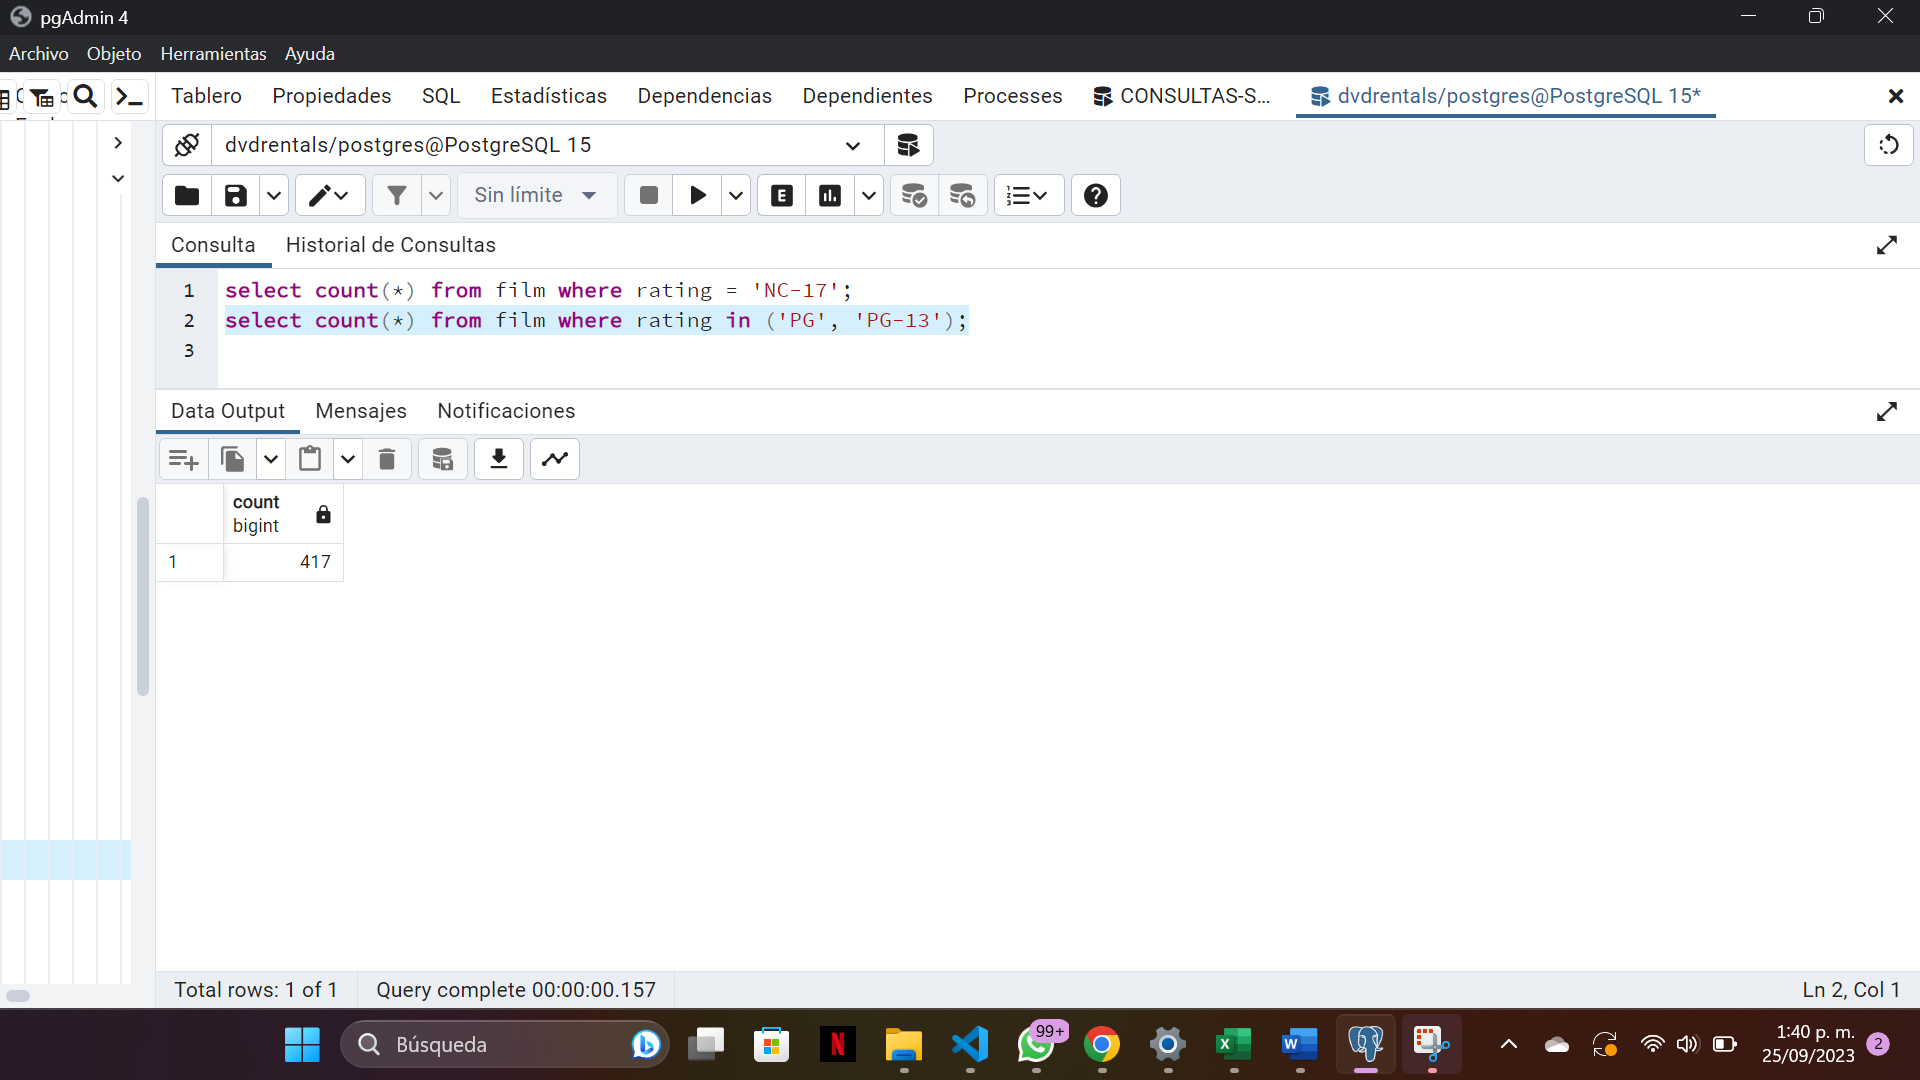 pgAdmin 4
Archivo Objeto Herramientas Ayuda
Tablero Propiedades SQL Estadísticas Dependencias Dependientes Processes CONSULTAS-S... dvdrentals/postgres@PostgreSQL 15*
dvdrentals/postgres@PostgreSQL 15
Sin límite E
Consulta Historial de Consultas
1 select count(*) from film where rating = 'NC-17';
2 select count(*) from film where rating in ('PG', 'PG-13');
3
Data Output Mensajes Notificaciones
count
bigint
1 417
Total rows: 1 of 1 Query complete 00:00:00.157 Ln 2, Col 1
Búsqueda N 99+ X W 1:40 p. m.
25/09/2023 2